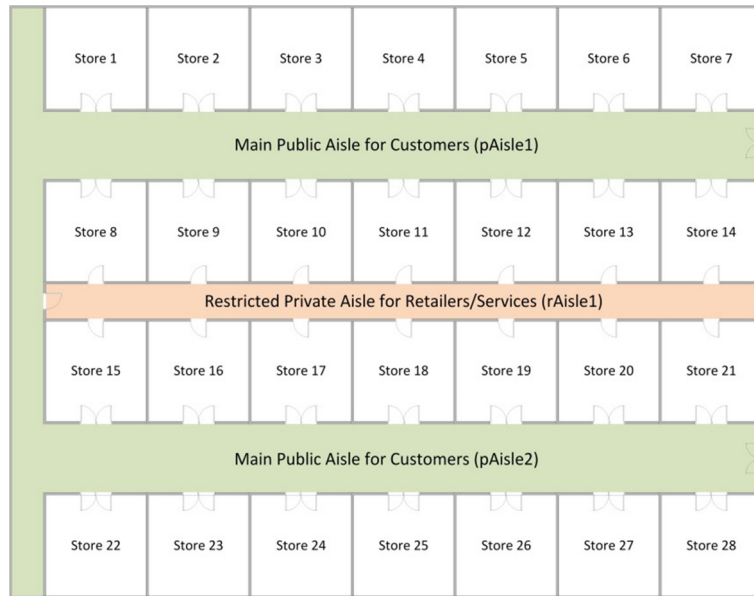 Store 1
Store 2
Store 3
Store 4
Store 5
Store 6
Store 7
Main Public Aisle for Customers (pAisle1)
Store 8
Store 9
Store 10
Store 11
Store 12
Store 13
Store 14
Restricted Private Aisle for Retailers/Services (rAisle1)
Store 15
Store 16
Store 17
Store 18
Store 19
Store 20
Store 21
Main Public Aisle for Customers (pAisle2)
Store 22
Store 23
Store 24
Store 25
Store 26
Store 27
Store 28